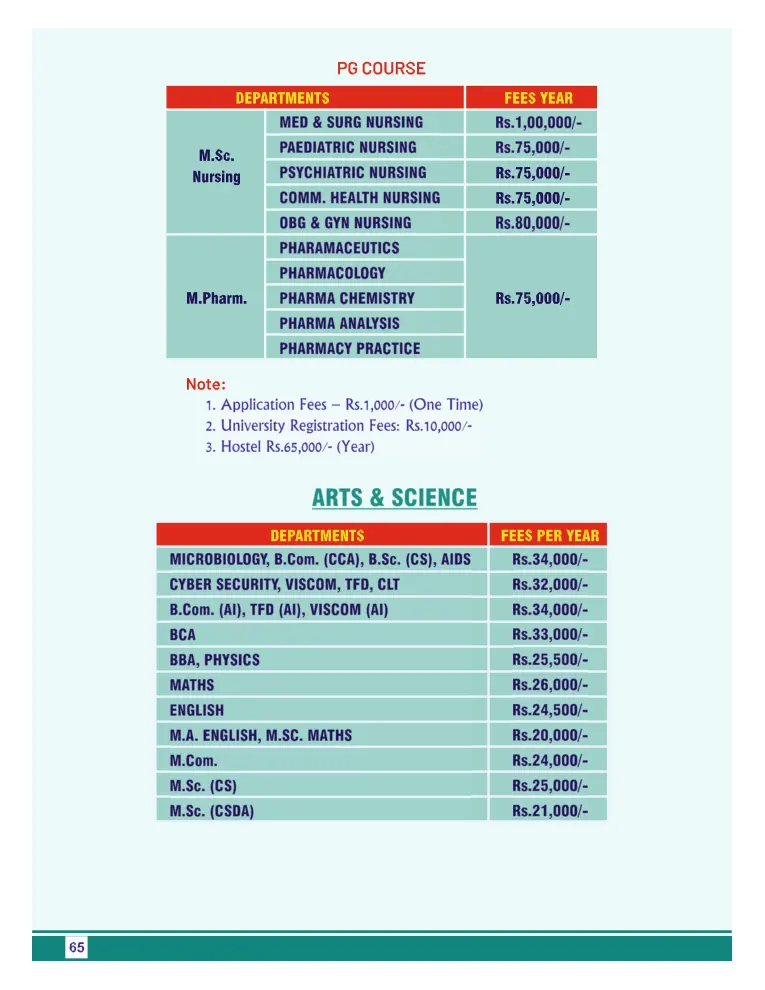 PG COURSE
DEPARTMENTS FEES YEAR
M.Sc. Nursing
MED & SURG NURSING Rs.1,00,000/-
PAEDIATRIC NURSING Rs.75,000/-
PSYCHIATRIC NURSING Rs.75,000/-
COMM. HEALTH NURSING Rs.75,000/-
OBG & GYN NURSING Rs.80,000/-
M.Pharm.
PHARAMACEUTICS
PHARMACOLOGY
PHARMA CHEMISTRY Rs.75,000/-
PHARMA ANALYSIS
PHARMACY PRACTICE
Note:
1. Application Fees – Rs.1,000/- (One Time)
2. University Registration Fees: Rs.10,000/-
3. Hostel Rs.65,000/- (Year)
ARTS & SCIENCE
DEPARTMENTS FEES PER YEAR
MICROBIOLOGY, B.Com. (CCA), B.Sc. (CS), AIDS Rs.34,000/-
CYBER SECURITY, VISCOM, TFD, CLT Rs.32,000/-
B.Com. (AI), TFD (AI), VISCOM (AI) Rs.34,000/-
BCA Rs.33,000/-
BBA, PHYSICS Rs.25,500/-
MATHS Rs.26,000/-
ENGLISH Rs.24,500/-
M.A. ENGLISH, M.SC. MATHS Rs.20,000/-
M.Com. Rs.24,000/-
M.Sc. (CS) Rs.25,000/-
M.Sc. (CSDA) Rs.21,000/-
65